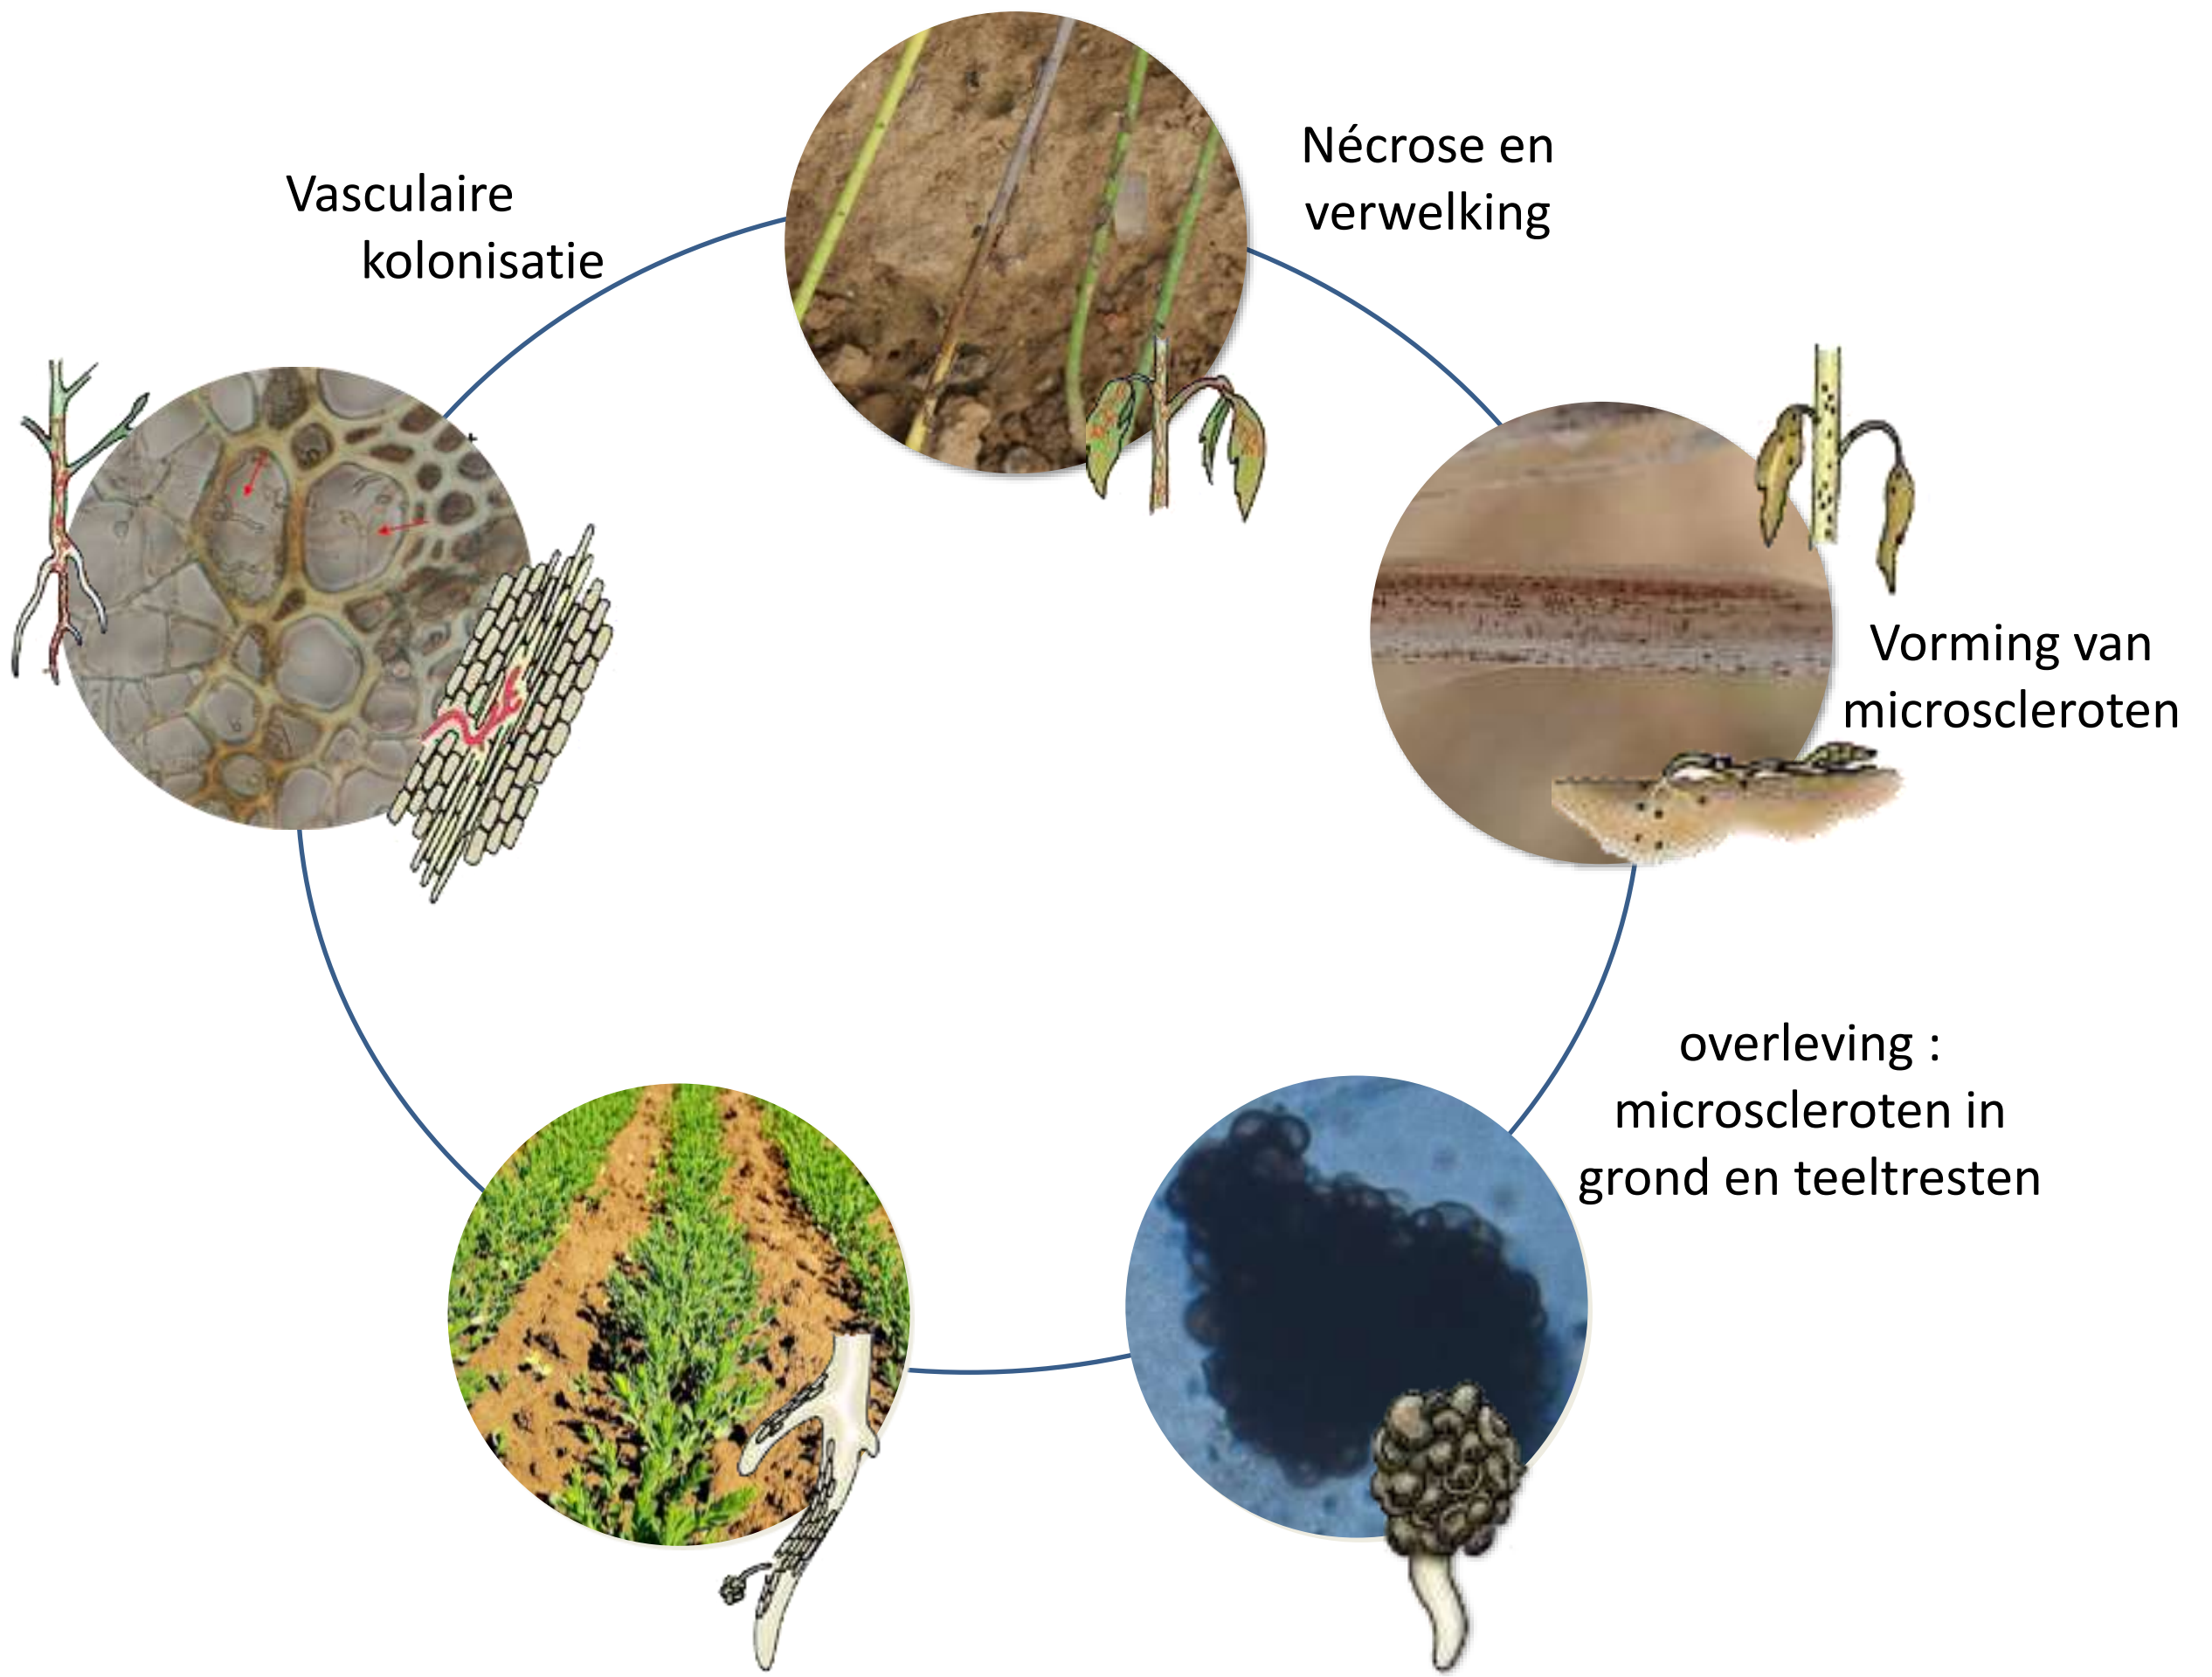 Nécrose en
verwelking
Vasculaire
kolonisatie
Vorming van
microscleroten
overleving :
microscleroten in
grond en teeltresten